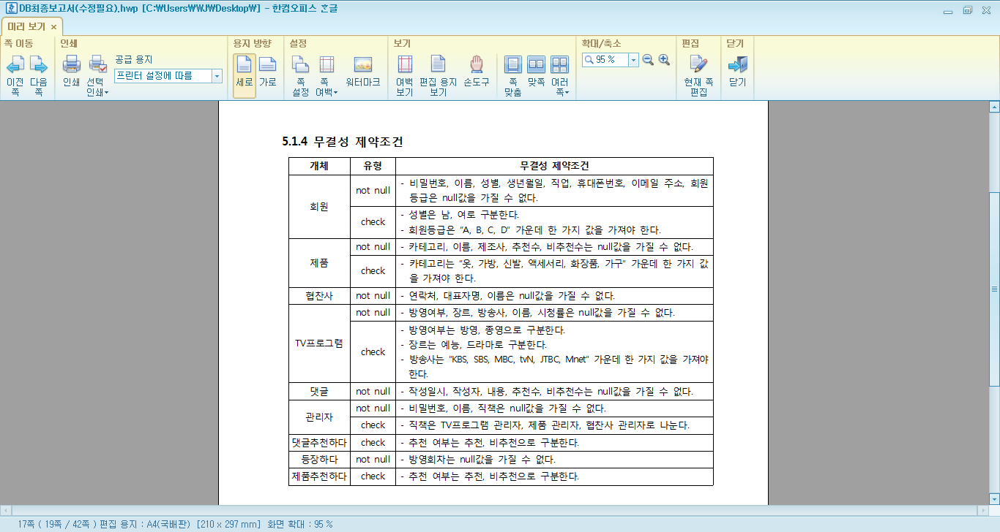 DB최종보고서(수정필요).hwp [C:\Users\WJ\Desktop\] - 한컴오피스 한글
미리 보기 ×
쪽 이동 인쇄 용지 방향 설정 보기 확대/축소 편집 닫기
공급 용지
프린터 설정에 따름
95 %
이전 쪽 다음 쪽 인쇄 선택 인쇄 세로 가로 쪽 설정 쪽 여백 워터마크 여백 보기 편집 용지 보기 손도구 쪽 맞춤 맞쪽 여러 쪽 현재 쪽 편집 닫기
5.1.4 무결성 제약조건
개체 유형 무결성 제약조건
회원
not null
- 비밀번호, 이름, 성별, 생년월일, 직업, 휴대폰번호, 이메일 주소, 회원
등급은 null값을 가질 수 없다.
check
- 성별은 남, 여로 구분한다.
- 회원등급은 "A, B, C, D" 가운데 한 가지 값을 가져야 한다.
제품
not null - 카테고리, 이름, 제조사, 추천수, 비추천수는 null값을 가질 수 없다.
check
- 카테고리는 "옷, 가방, 신발, 액세서리, 화장품, 가구" 가운데 한 가지 값
을 가져야 한다.
협찬사 not null - 연락처, 대표자명, 이름은 null값을 가질 수 없다.
TV프로그램
not null - 방영여부, 장르, 방송사, 이름, 시청률은 null값을 가질 수 없다.
check
- 방영여부는 방영, 종영으로 구분한다.
- 장르는 예능, 드라마로 구분한다.
- 방송사는 "KBS, SBS, MBC, tvN, JTBC, Mnet" 가운데 한 가지 값을 가져야
한다.
댓글 not null - 작성일시, 작성자, 내용, 추천수, 비추천수는 null값을 가질 수 없다.
관리자
not null - 비밀번호, 이름, 직책은 null값을 가질 수 없다.
check - 직책은 TV프로그램 관리자, 제품 관리자, 협찬사 관리자로 나눈다.
댓글추천하다 check - 추천 여부는 추천, 비추천으로 구분한다.
등장하다 not null - 방영회차는 null값을 가질 수 없다.
제품추천하다 check - 추천 여부는 추천, 비추천으로 구분한다.
17쪽 ( 19쪽 / 42쪽 ) 편집 용지 : A4(국배판) [210 x 297 mm] 화면 확대 : 95 %